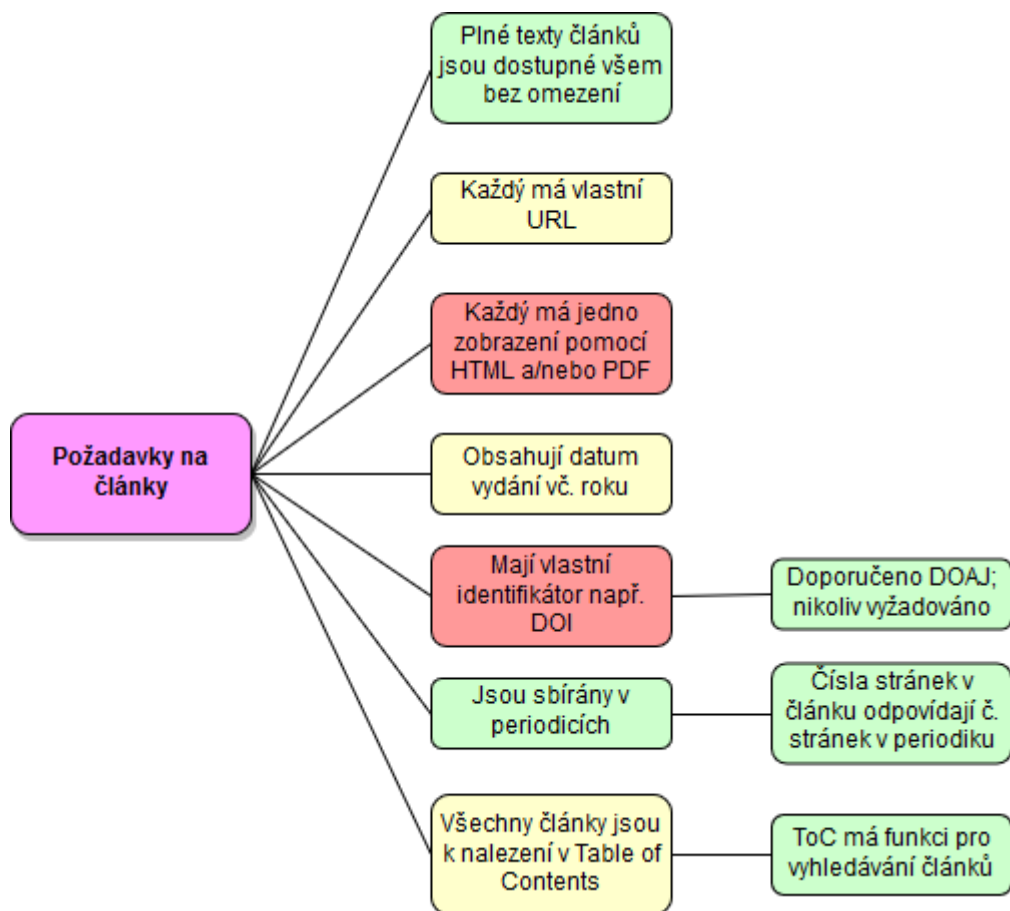 Plné texty článků
jsou dostupné všem
bez omezení
Každý má vlastní
URL
Každý má jedno
zobrazení pomocí
HTML a/nebo PDF
Požadavky na
články
Obsahují datum
vydání vč. roku
Mají vlastní
identifikátor např.
DOI
Doporučeno DOAJ;
nikoliv vyžadováno
Jsou sbírány v
periodicích
Čísla stránek v
článku odpovídají č.
stránek v periodiku
Všechny články jsou
k nalezení v Table of
Contents
ToC má funkci pro
vyhledávání článků